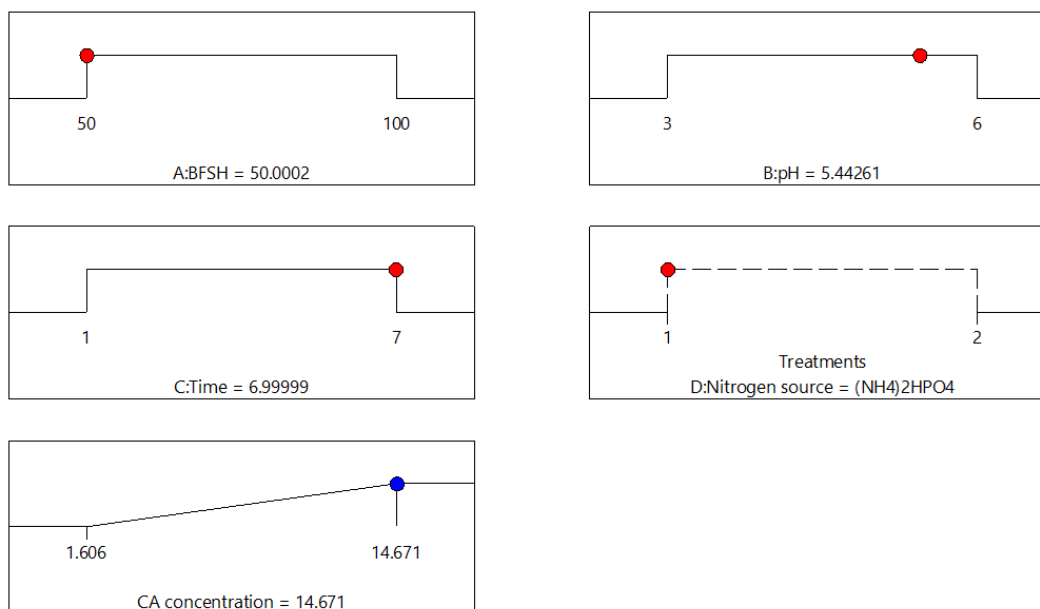 50 100
A:BFSH = 50.0002
3 6
B:pH = 5.44261
1 7
C:Time = 6.99999
1 2
Treatments
D:Nitrogen source = (NH4)2HPO4
1.606 14.671
CA concentration = 14.671